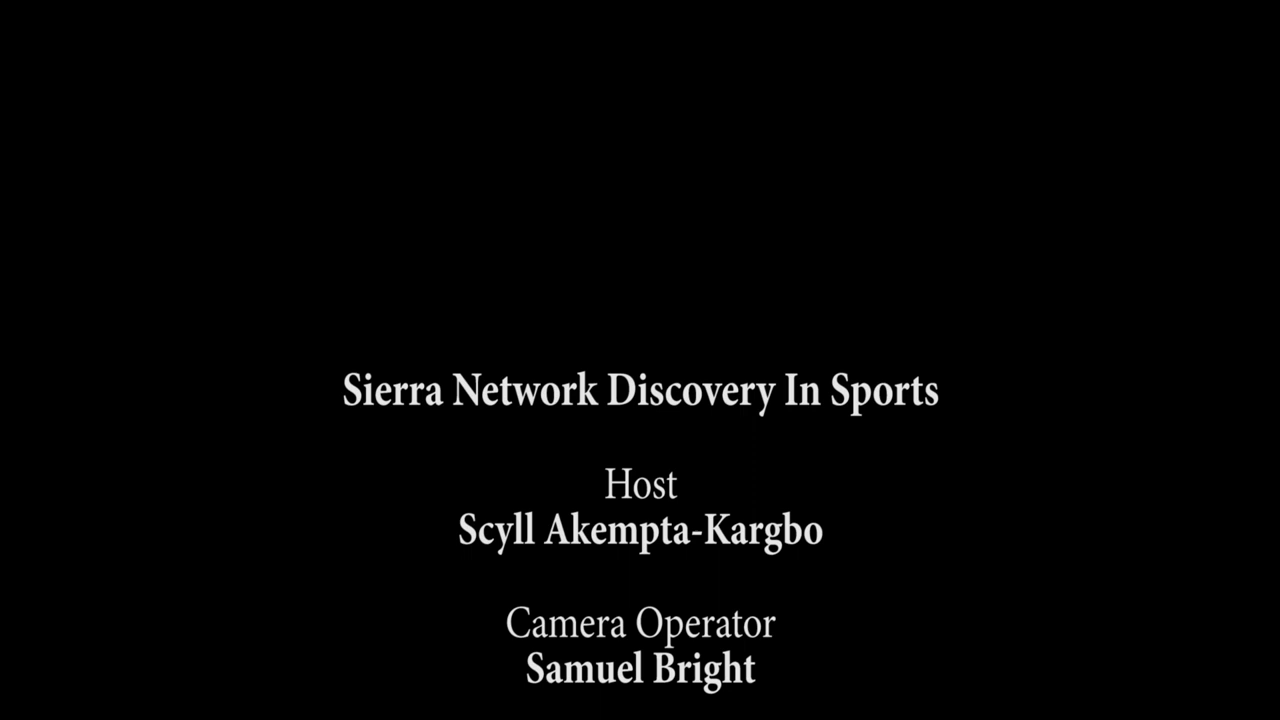 Sierra Network Discovery In Sports
Host
Scyll Akempta-Kargbo
Camera Operator
Samuel Bright